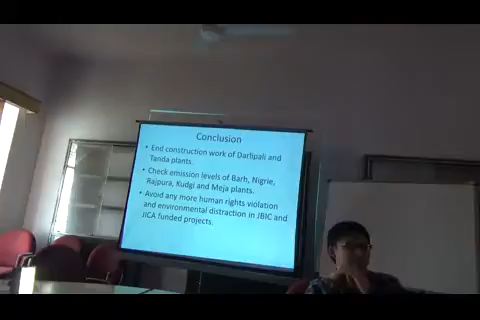 Conclusion
• End construction work of Darlipali and
Tanda plants.
• Check emission levels of Barh, Nigrie,
Rajpura, Kudgi and Meja plants.
• Avoid any more human rights violation
and environmental distraction in JBIC and
JICA funded projects.